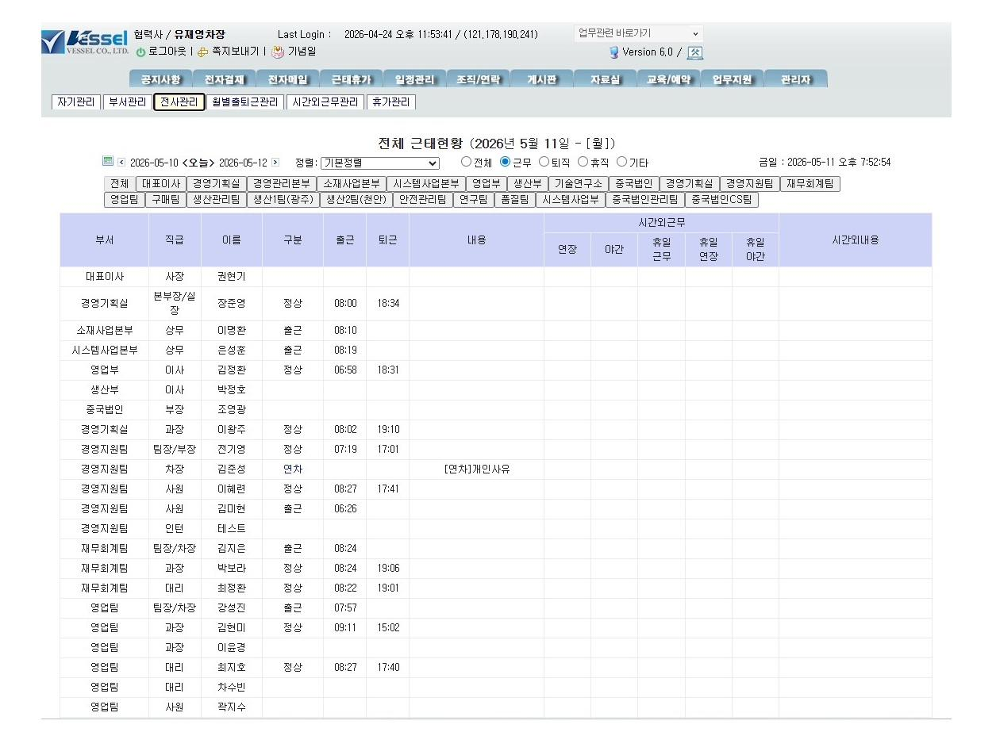 Vessel
VESSEL CO., LTD.
협력사 / 유재영차장
Last Login : 2026-04-24 오후 11:53:41 / (121.178.190.241)
업무관련 바로가기
로그아웃 | 쪽지보내기 | 기념일
Version 6.0 /
공지사항 전자결재 전자메일 근태휴가 일정관리 조직/연락 게시판 자료실 교육/예약 업무지원 관리자
자기관리 부서관리 전사관리 월별출퇴근관리 시간외근무관리 휴가관리
전체 근태현황 (2026년 5월 11일 - [월])
2026-05-10 <오늘> 2026-05-12 정렬: 기본정렬 전체 근무 퇴직 휴직 기타 금일 : 2026-05-11 오후 7:52:54
전체 대표이사 경영기획실 경영관리본부 소재사업본부 시스템사업본부 영업부 생산부 기술연구소 중국법인 경영기획실 경영지원팀 재무회계팀
영업팀 구매팀 생산관리팀 생산1팀(광주) 생산2팀(천안) 안전관리팀 연구팀 품질팀 시스템사업부 중국법인관리팀 중국법인CS팀
부서 직급 이름 구분 출근 퇴근 내용 시간외근무 시간외내용
연장 야간 휴일근무 휴일연장 휴일야간
대표이사 사장 권현기
경영기획실 본부장/실장 장준영 정상 08:00 18:34
소재사업본부 상무 이명환 출근 08:10
시스템사업본부 상무 은성훈 출근 08:19
영업부 이사 김정환 정상 06:58 18:31
생산부 이사 박정호
중국법인 부장 조영광
경영기획실 과장 이왕주 정상 08:02 19:10
경영지원팀 팀장/부장 전기영 정상 07:19 17:01
경영지원팀 차장 김준성 연차 [연차]개인사유
경영지원팀 사원 이혜련 정상 08:27 17:41
경영지원팀 사원 김미현 출근 06:26
경영지원팀 인턴 테스트
재무회계팀 팀장/차장 김지은 출근 08:24
재무회계팀 과장 박보라 정상 08:24 19:06
재무회계팀 대리 최정환 정상 08:22 19:01
영업팀 팀장/차장 강성진 출근 07:57
영업팀 과장 김현미 정상 09:11 15:02
영업팀 과장 이윤경
영업팀 대리 최지호 정상 08:27 17:40
영업팀 대리 차수빈
영업팀 사원 곽지수